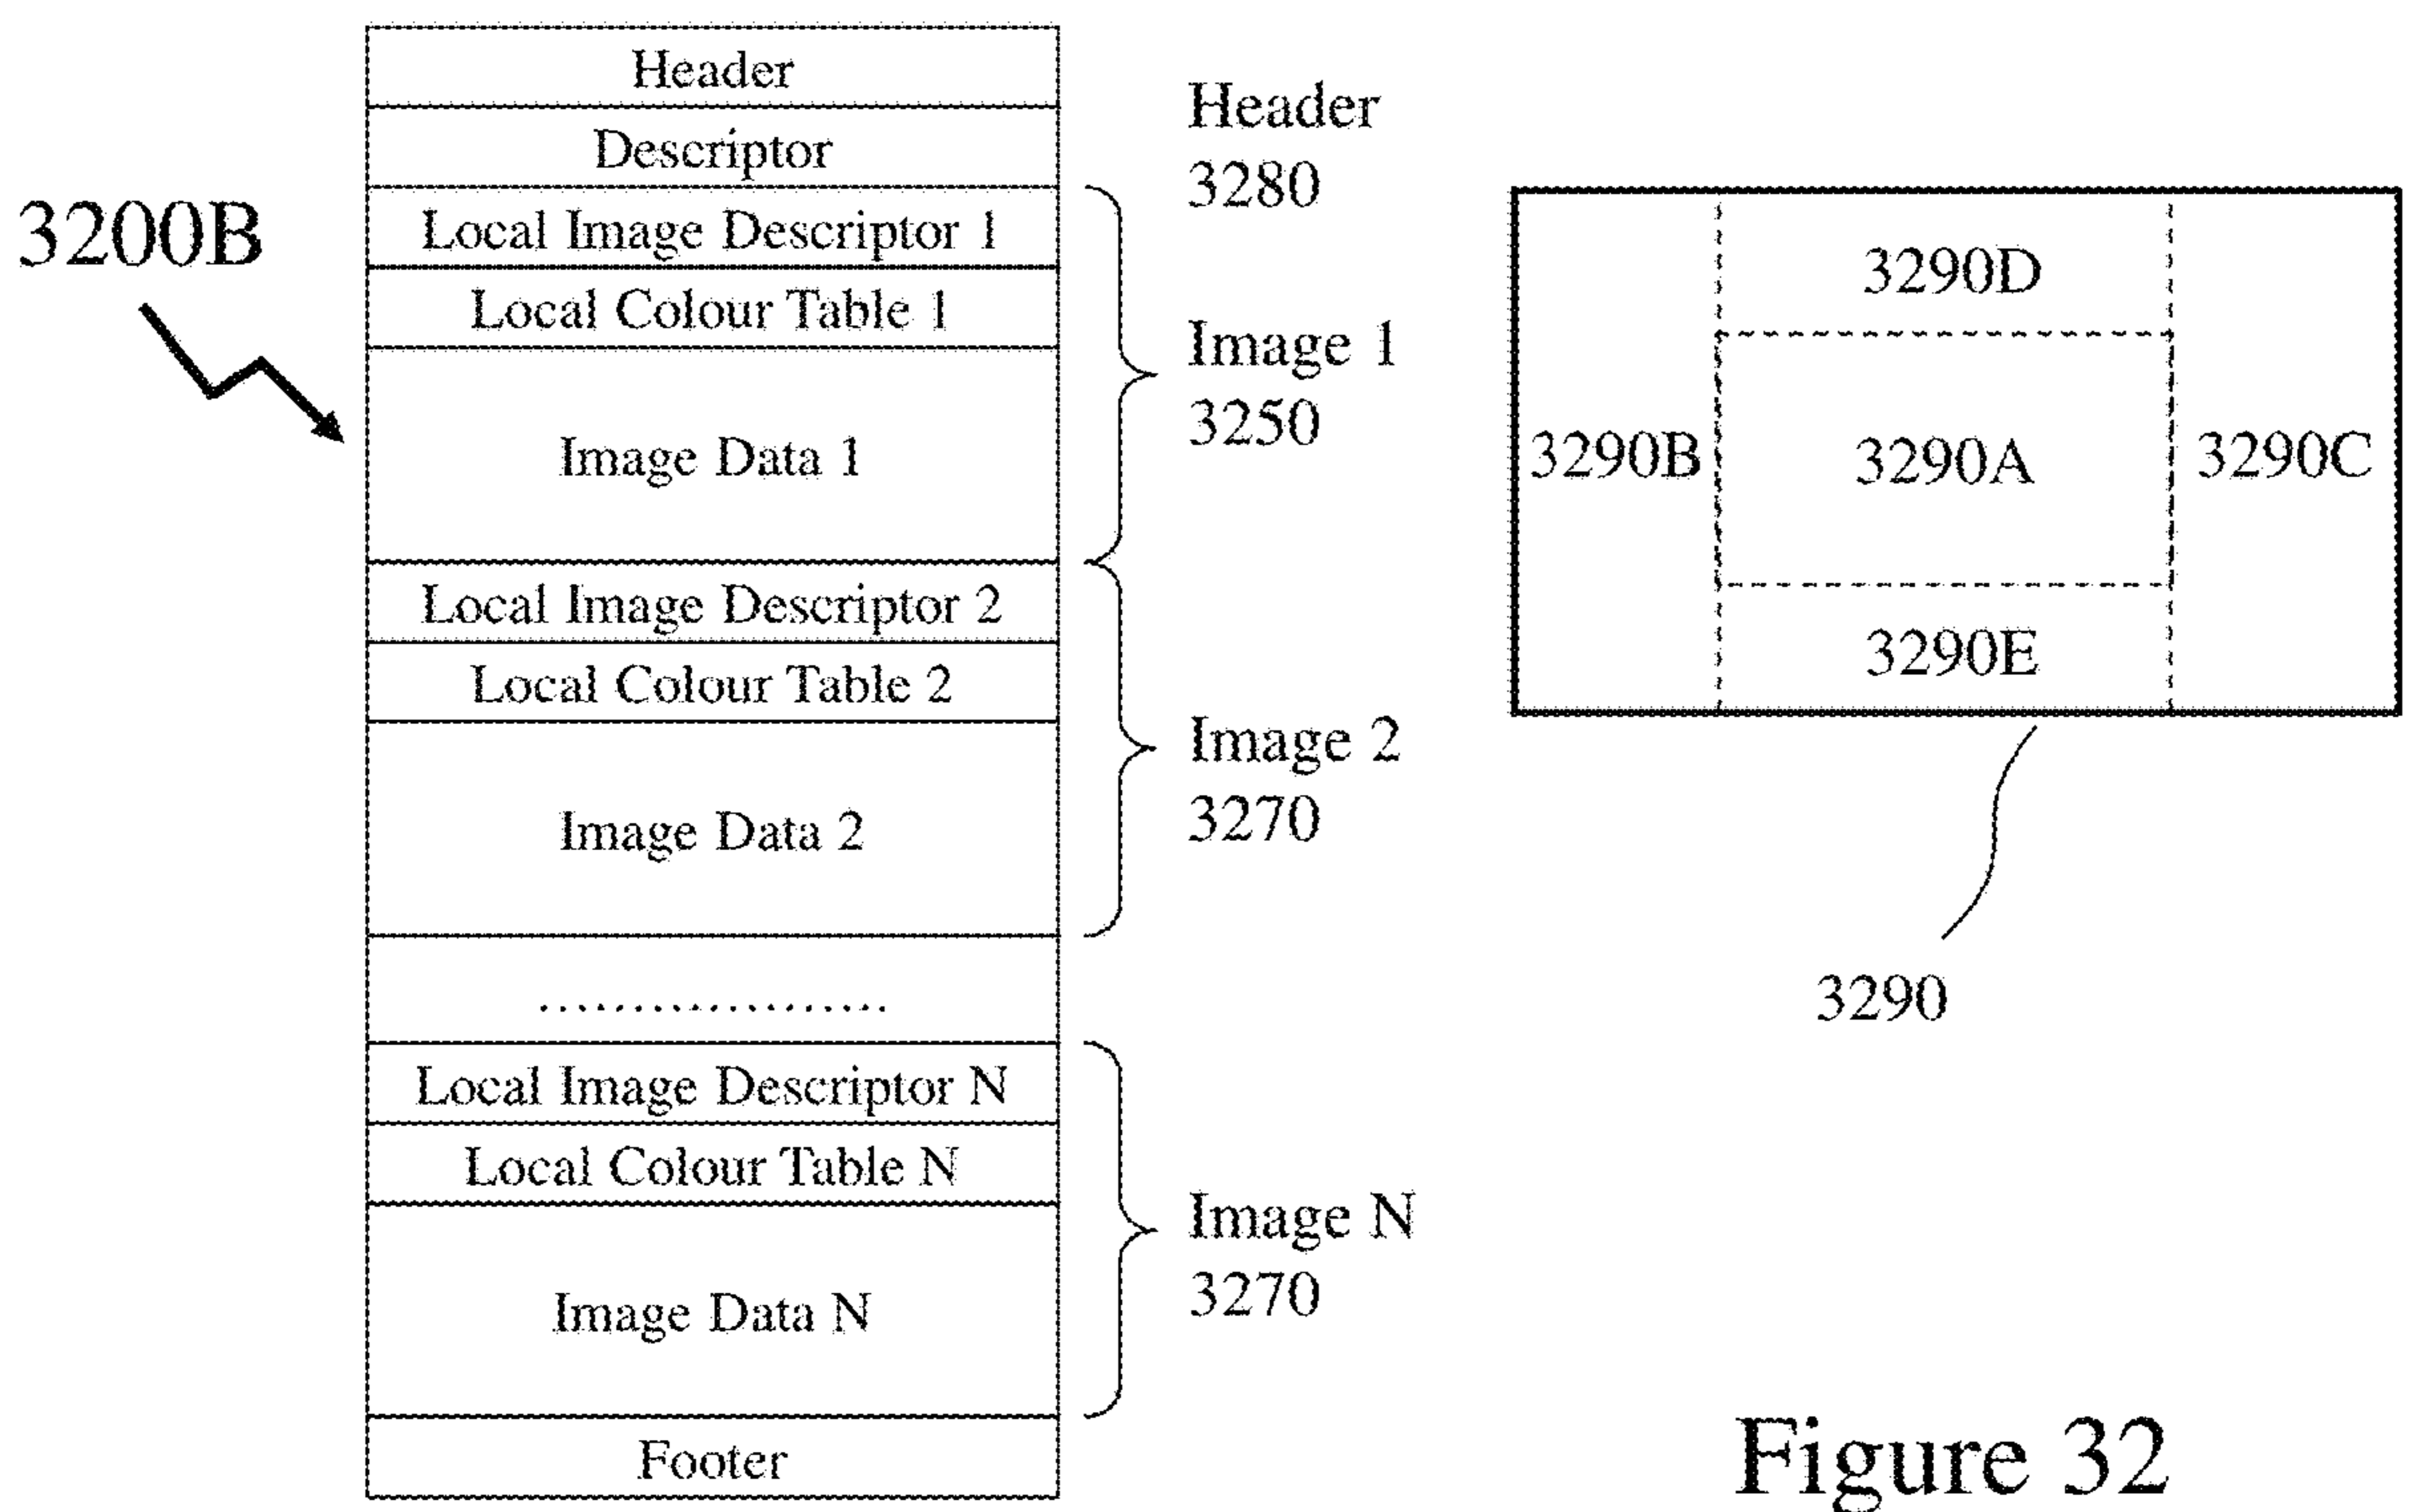 Header
Descriptor
Local Image Descriptor 1
Local Colour Table 1
Image Data 1
Local Image Descriptor 2
Local Colour Table 2
Image Data 2
...................
Local Image Descriptor N
Local Colour Table N
Image Data N
Footer
3200B
Header
3280
Image 1
3250
Image 2
3270
Image N
3270
3290D
3290B
3290A
3290C
3290E
3290
Figure 32